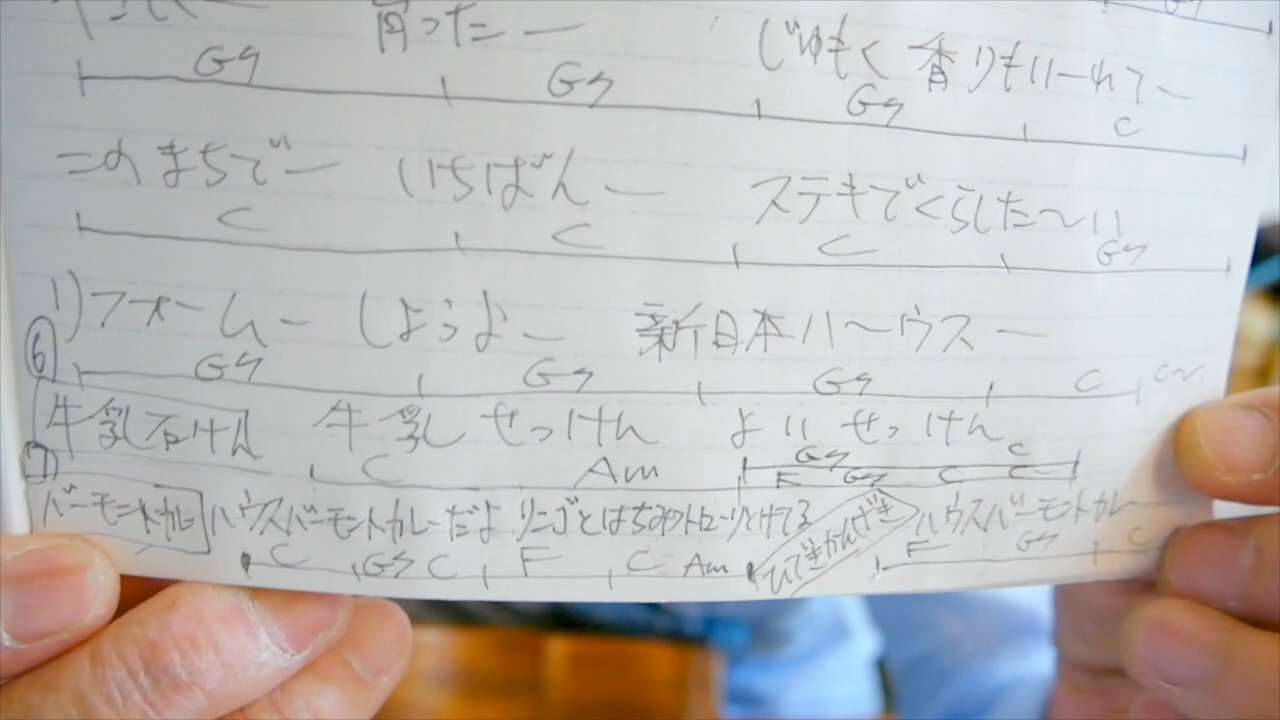 育ったー じゆもく 香りもいーれてー
G7 G7 G7 C
このまちでー いちばんー ステキでくらした〜い
C C C G7
1)フォームー しようよー 新日本ハーウスー
⑥ G7 G7 G7 C C〜
牛乳石けん 牛乳せっけん よいせっけん
G7 C
⑦ C Am F G7 C C
バーモントカレー ハウスバーモントカレーだよ リンゴとはちみつトローリとけてる ひできかんげき ハウスバーモントカレー
C G7 C F C Am F G7 C